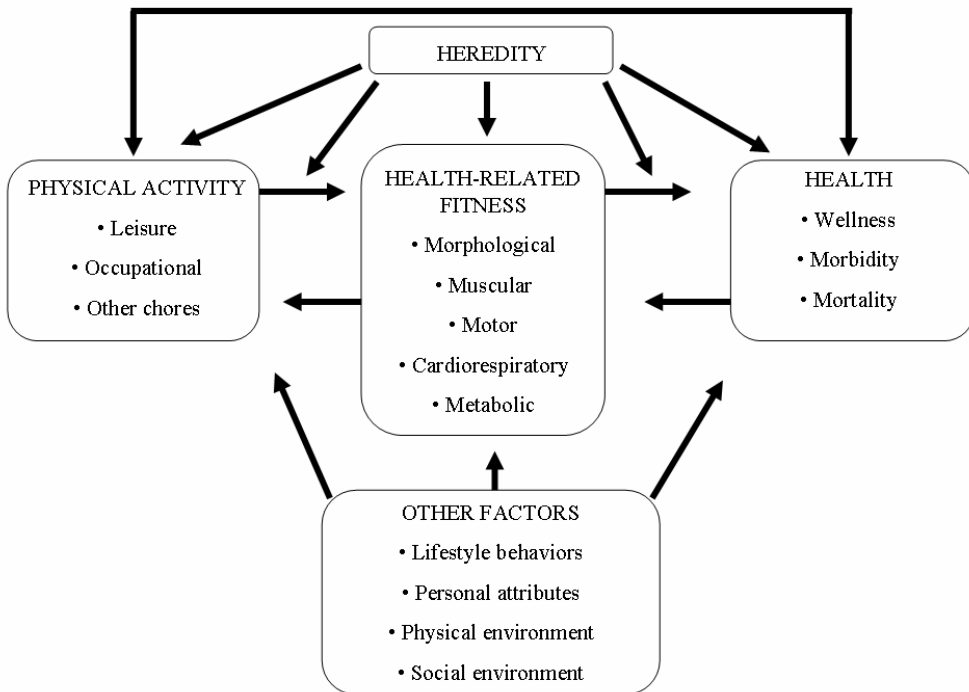 HEREDITY
PHYSICAL ACTIVITY
• Leisure
• Occupational
• Other chores
HEALTH-RELATED
FITNESS
• Morphological
• Muscular
• Motor
• Cardiorespiratory
• Metabolic
HEALTH
• Wellness
• Morbidity
• Mortality
OTHER FACTORS
• Lifestyle behaviors
• Personal attributes
• Physical environment
• Social environment